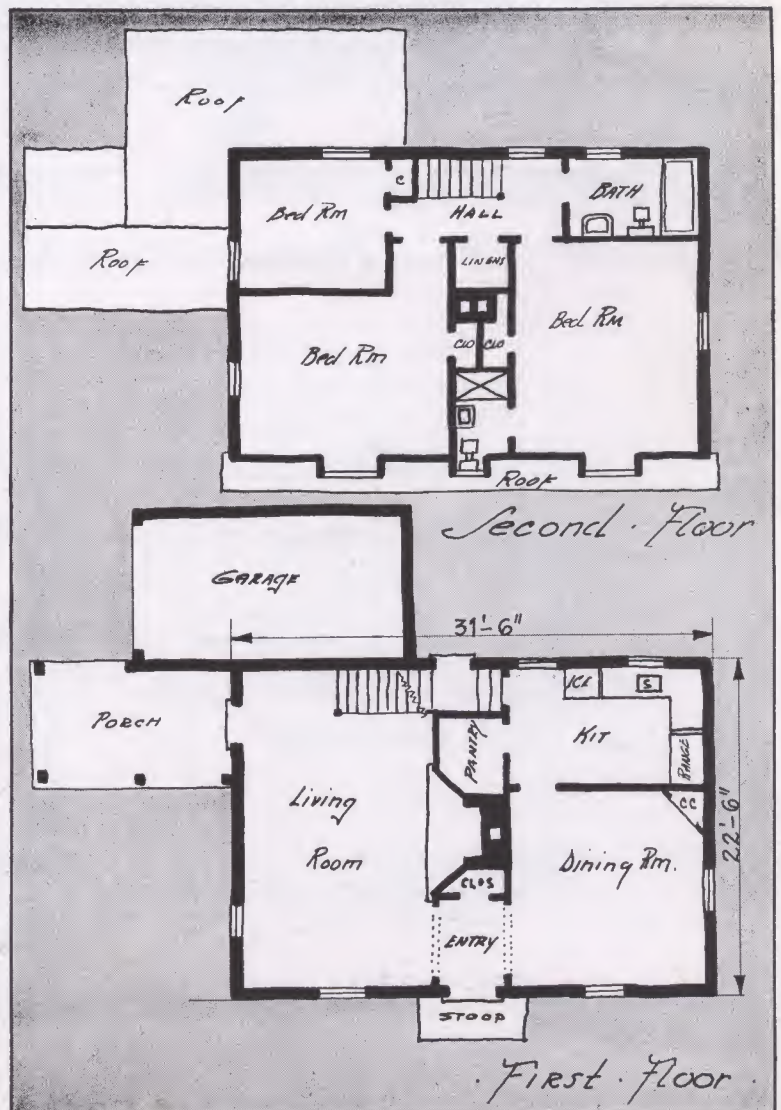 Roof
Bed Rm
C
HALL
BATH
Roof
LINENS
Bed Rm
CLO
CLO
Bed Rm
Roof
Second · Floor
GARAGE
31'-6"
PORCH
ICE
S
KIT
PANTRY
RANGE
Living
Room
CC
22'-6"
Dining Rm.
CLOS
ENTRY
STOOP
· First · Floor ·